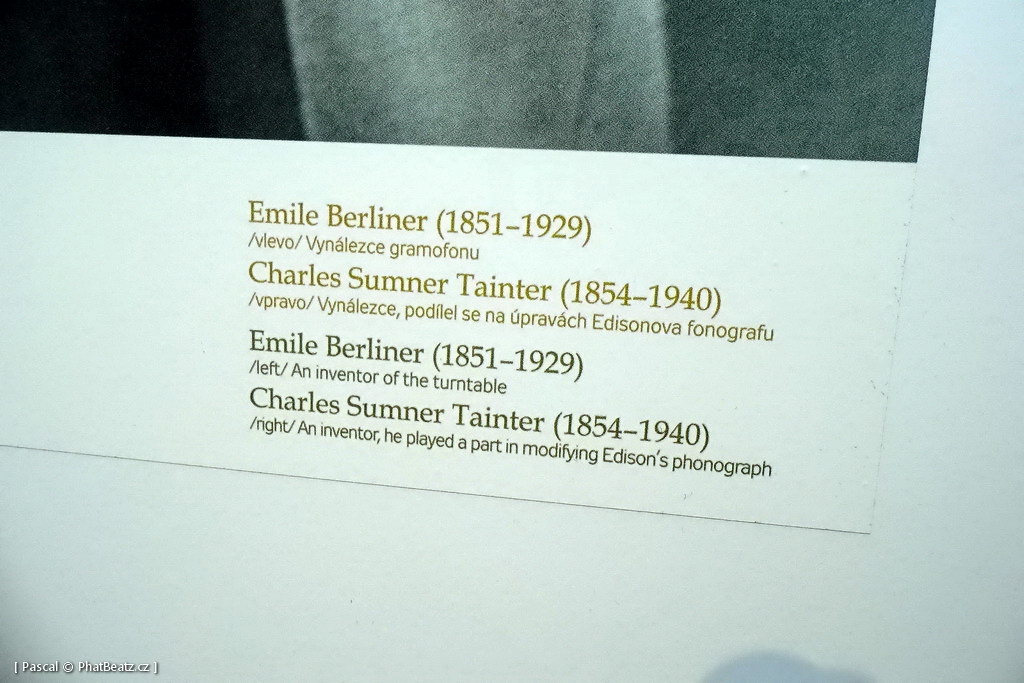 Emile Berliner (1851–1929)
/vlevo/ Vynálezce gramofonu
Charles Sumner Tainter (1854–1940)
/vpravo/ Vynálezce, podílel se na úpravách Edisonova fonografu
Emile Berliner (1851–1929)
/left/ An inventor of the turntable
Charles Sumner Tainter (1854–1940)
/right/ An inventor, he played a part in modifying Edison's phonograph
[ Pascal © PhatBeatz.cz ]